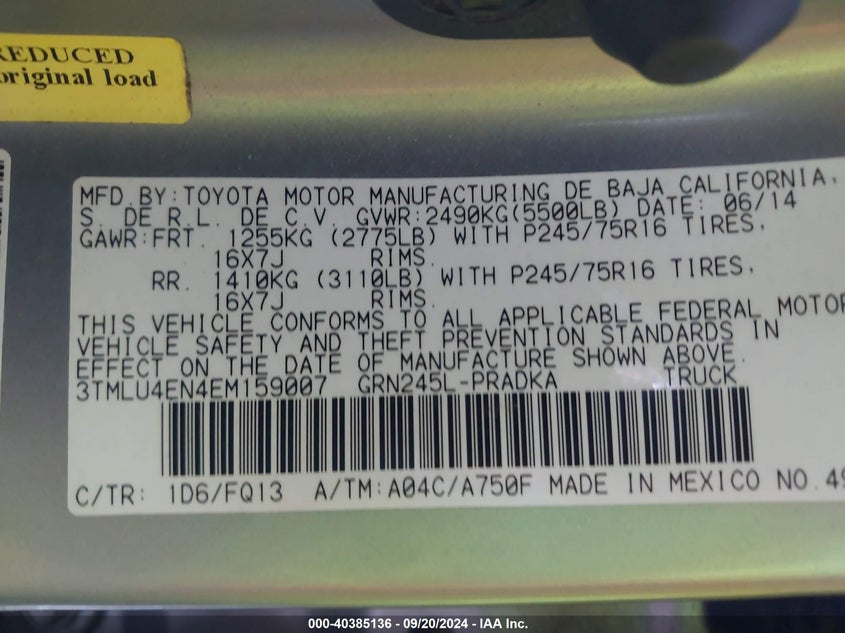 REDUCED
original load
MFD. BY: TOYOTA MOTOR MANUFACTURING DE BAJA CALIFORNIA,
S. DE R.L. DE C.V. GVWR:2490KG(5500LB) DATE: 06/14
GAWR:FRT. 1255KG (2775LB) WITH P245/75R16 TIRES,
16X7J RIMS.
RR. 1410KG (3110LB) WITH P245/75R16 TIRES,
16X7J RIMS.
THIS VEHICLE CONFORMS TO ALL APPLICABLE FEDERAL MOTOR
VEHICLE SAFETY AND THEFT PREVENTION STANDARDS IN
EFFECT ON THE DATE OF MANUFACTURE SHOWN ABOVE.
3TMLU4EN4EM159007 GRN245L-PRADKA TRUCK
C/TR: 1D6/FQ13 A/TM:A04C/A750F MADE IN MEXICO NO.49
000-40385136 - 09/20/2024 - IAA Inc.